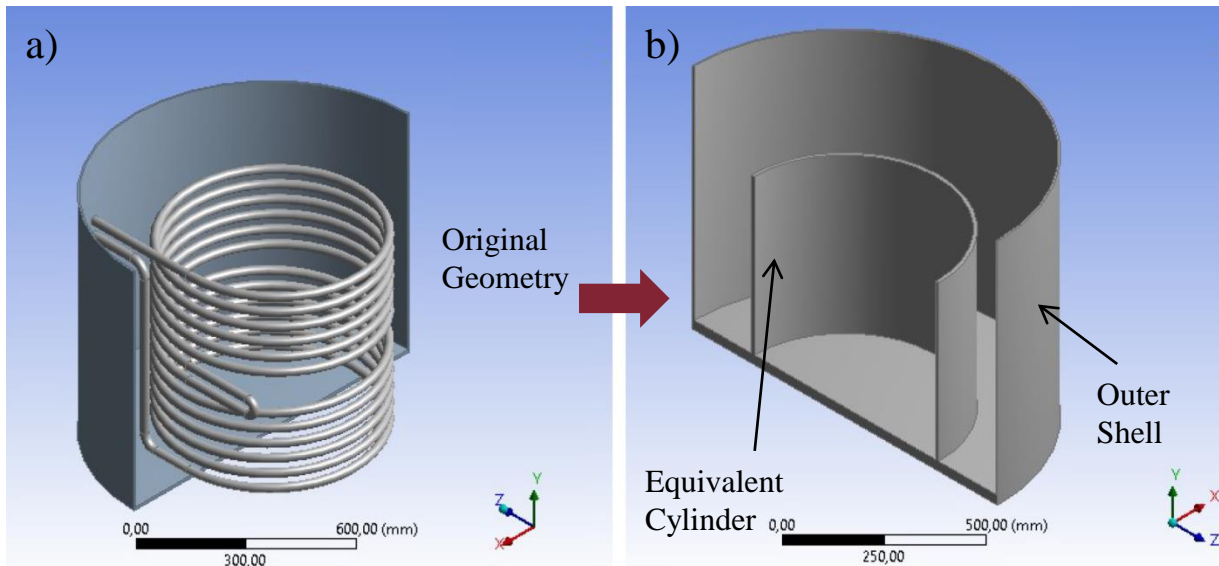 a)
Original
Geometry
Y
Z
X
0,00
600,00 (mm)
300,00
b)
Equivalent
Cylinder
Outer
Shell
Y
X
Z
0,00
500,00 (mm)
250,00